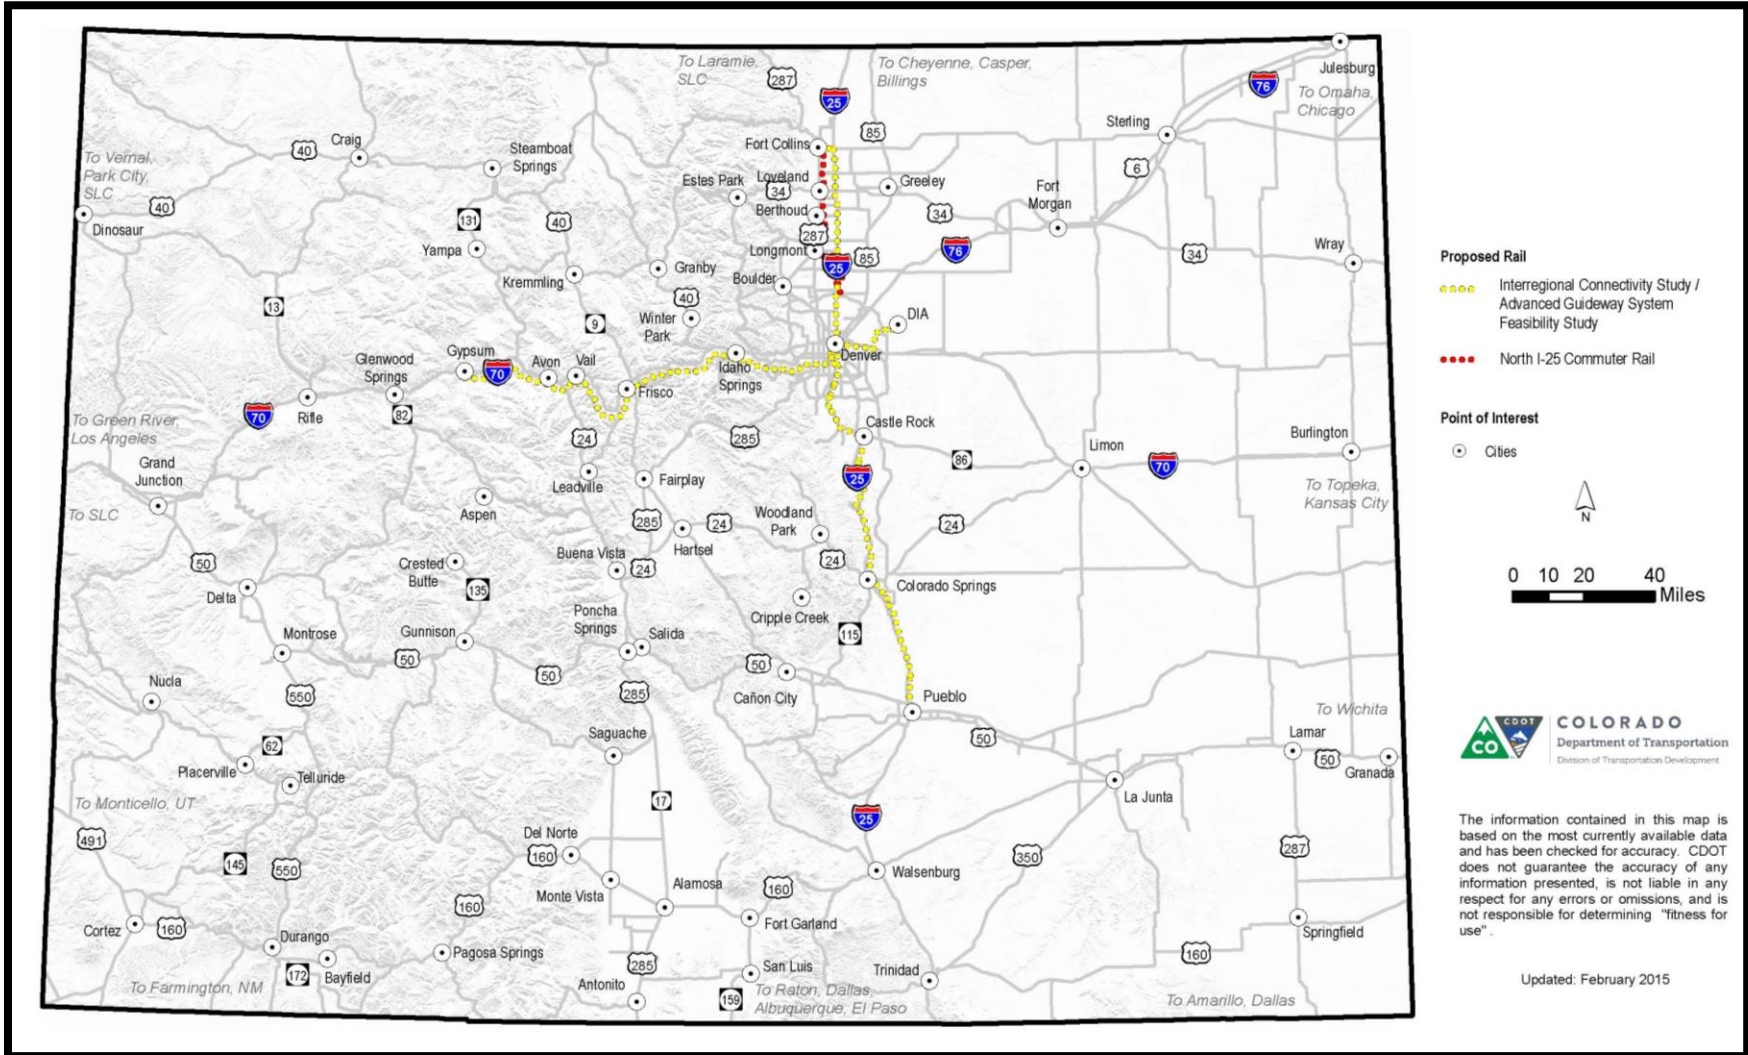 To Laramie,
SLC
287
25
To Cheyenne, Casper,
Billings
85
76
Julesburg
To Omaha,
Chicago
Sterling
6
Craig
40
Steamboat
Springs
To Vernal,
Park City,
SLC
40
Dinosaur
131
40
Yampa
Kremmling
Granby
40
Winter
Park
13
9
Fort Collins
Estes Park
34
Loveland
Berthoud
287
Longmont
25
85
Boulder
Greeley
34
76
Fort
Morgan
34
Wray
DIA
Denver
Glenwood
Springs
Gypsum
70
Avon
Vail
Frisco
Idaho
Springs
82
70
Rifle
To Green River,
Los Angeles
Grand
Junction
To SLC
24
Leadville
285
Fairplay
Castle Rock
25
86
Limon
70
Burlington
To Topeka,
Kansas City
Aspen
285
24
Hartsel
Woodland
Park
24
24
Buena Vista
24
Crested
Butte
135
50
Delta
Colorado Springs
Cripple Creek
115
Poncha
Springs
Salida
Gunnison
Montrose
50
50
50
Cañon City
Nucla
550
285
Pueblo
50
To Wichita
Lamar
50
Granada
Saguache
62
Placerville
Telluride
To Monticello, UT
17
25
La Junta
491
145
550
Del Norte
160
Monte Vista
Alamosa
160
Walsenburg
350
287
160
Fort Garland
Springfield
Cortez
160
Durango
172
Bayfield
Pagosa Springs
285
San Luis
Trinidad
160
Antonito
159
To Farmington, NM
To Raton, Dallas,
Albuquerque, El Paso
To Amarillo, Dallas
Proposed Rail
Interregional Connectivity Study /
Advanced Guideway System
Feasibility Study
North I-25 Commuter Rail
Point of Interest
Cities
N
0 10 20 40
Miles
CO
CDOT
COLORADO
Department of Transportation
Division of Transportation Development
The information contained in this map is
based on the most currently available data
and has been checked for accuracy. CDOT
does not guarantee the accuracy of any
information presented, is not liable in any
respect for any errors or omissions, and is
not responsible for determining "fitness for
use" .
Updated: February 2015